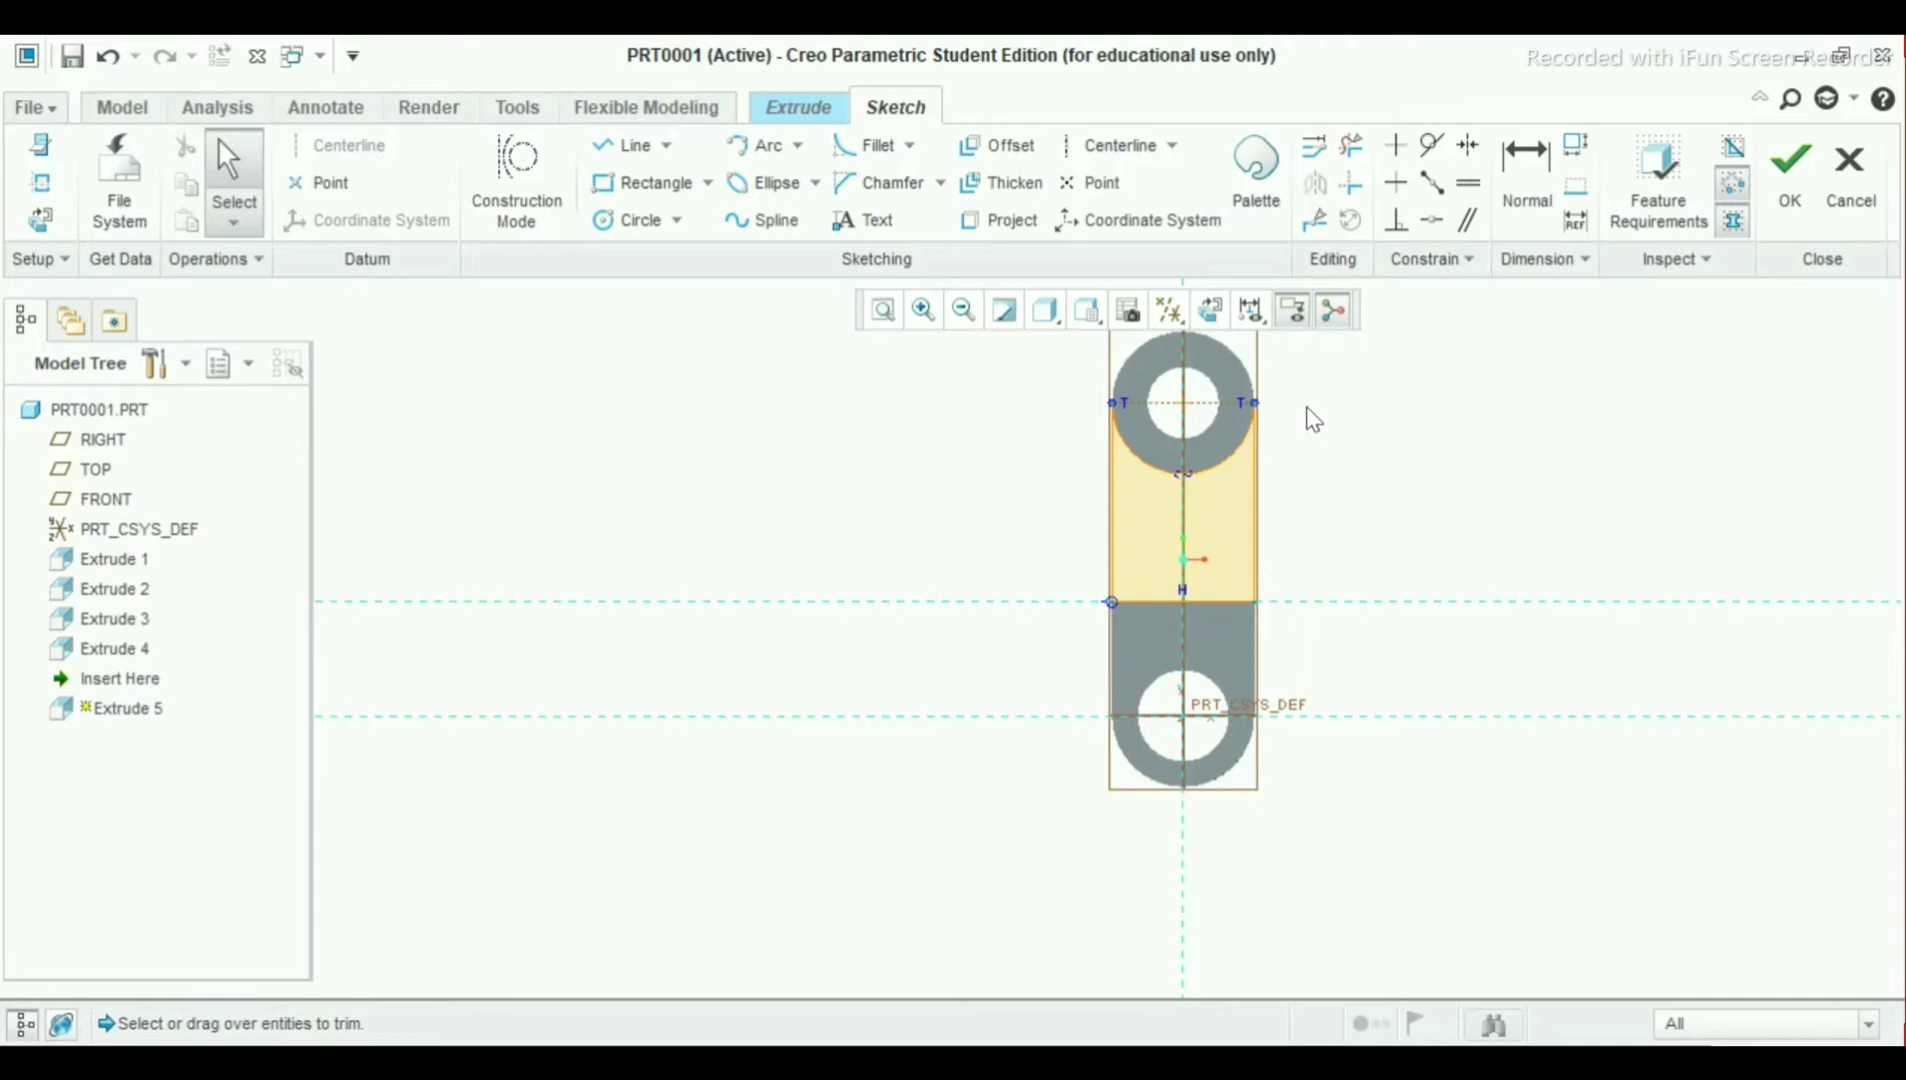 PRT0001 (Active) - Creo Parametric Student Edition (for educational use only)
Recorded with iFun Screen Recorder
File Model Analysis Annotate Render Tools Flexible Modeling Extrude Sketch
Centerline Line Arc Fillet Offset Centerline
Point Rectangle Ellipse Chamfer Thicken Point
File System Select Coordinate System Construction Mode Circle Spline Text Project Coordinate System Palette Normal REF Feature Requirements OK Cancel
Setup Get Data Operations Datum Sketching Editing Constrain Dimension Inspect Close
Model Tree
PRT0001.PRT
RIGHT
TOP
FRONT
PRT_CSYS_DEF
Extrude 1
Extrude 2
Extrude 3
Extrude 4
Insert Here
Extrude 5
T T
H
PRT_CSYS_DEF
Select or drag over entities to trim.
All